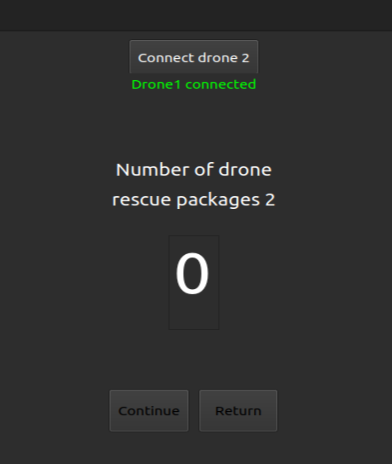 Connect drone 2
Drone1 connected
Number of drone
rescue packages 2
0
Continue
Return